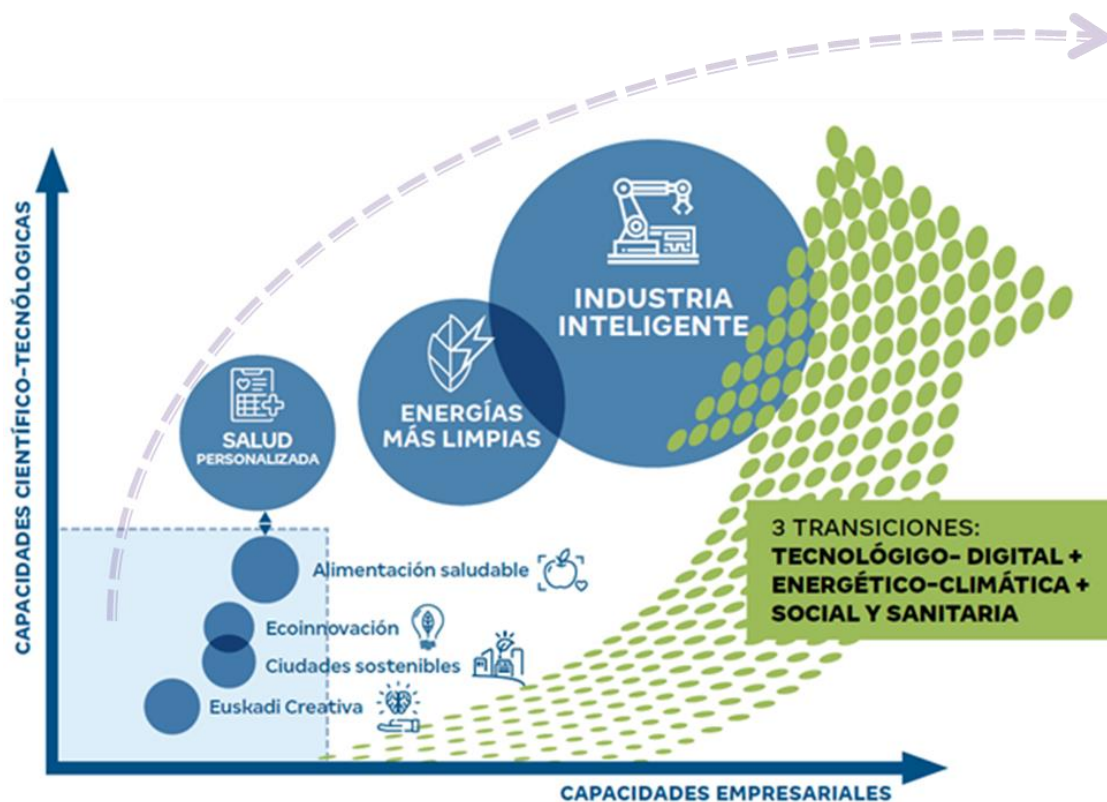 CAPACIDADES CIENTÍFICO-TECNÓLOGICAS
INDUSTRIA
INTELIGENTE
ENERGÍAS
MÁS LIMPIAS
SALUD
PERSONALIZADA
Alimentación saludable
Ecoinnovación
Ciudades sostenibles
Euskadi Creativa
3 TRANSICIONES:
TECNOLÓGIGO- DIGITAL +
ENERGÉTICO-CLIMÁTICA +
SOCIAL Y SANITARIA
CAPACIDADES EMPRESARIALES